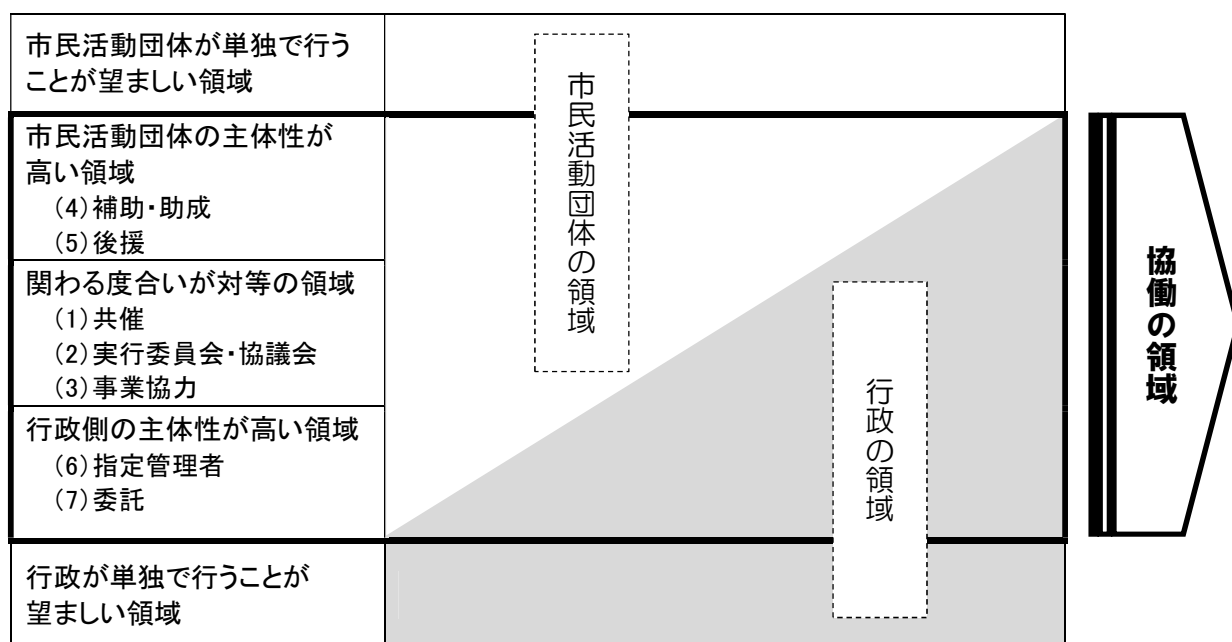 市民活動団体が単独で行う
ことが望ましい領域
市民活動団体の主体性が
高い領域
(4)補助・助成
(5)後援
関わる度合いが対等の領域
(1)共催
(2)実行委員会・協議会
(3)事業協力
行政側の主体性が高い領域
(6)指定管理者
(7)委託
行政が単独で行うことが
望ましい領域
市民活動団体の領域
行政の領域
協働の領域